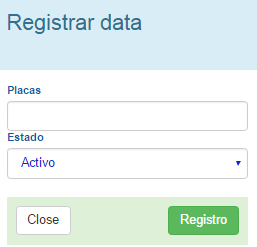 Registrar data
Placas
Estado
Activo
Close Registro